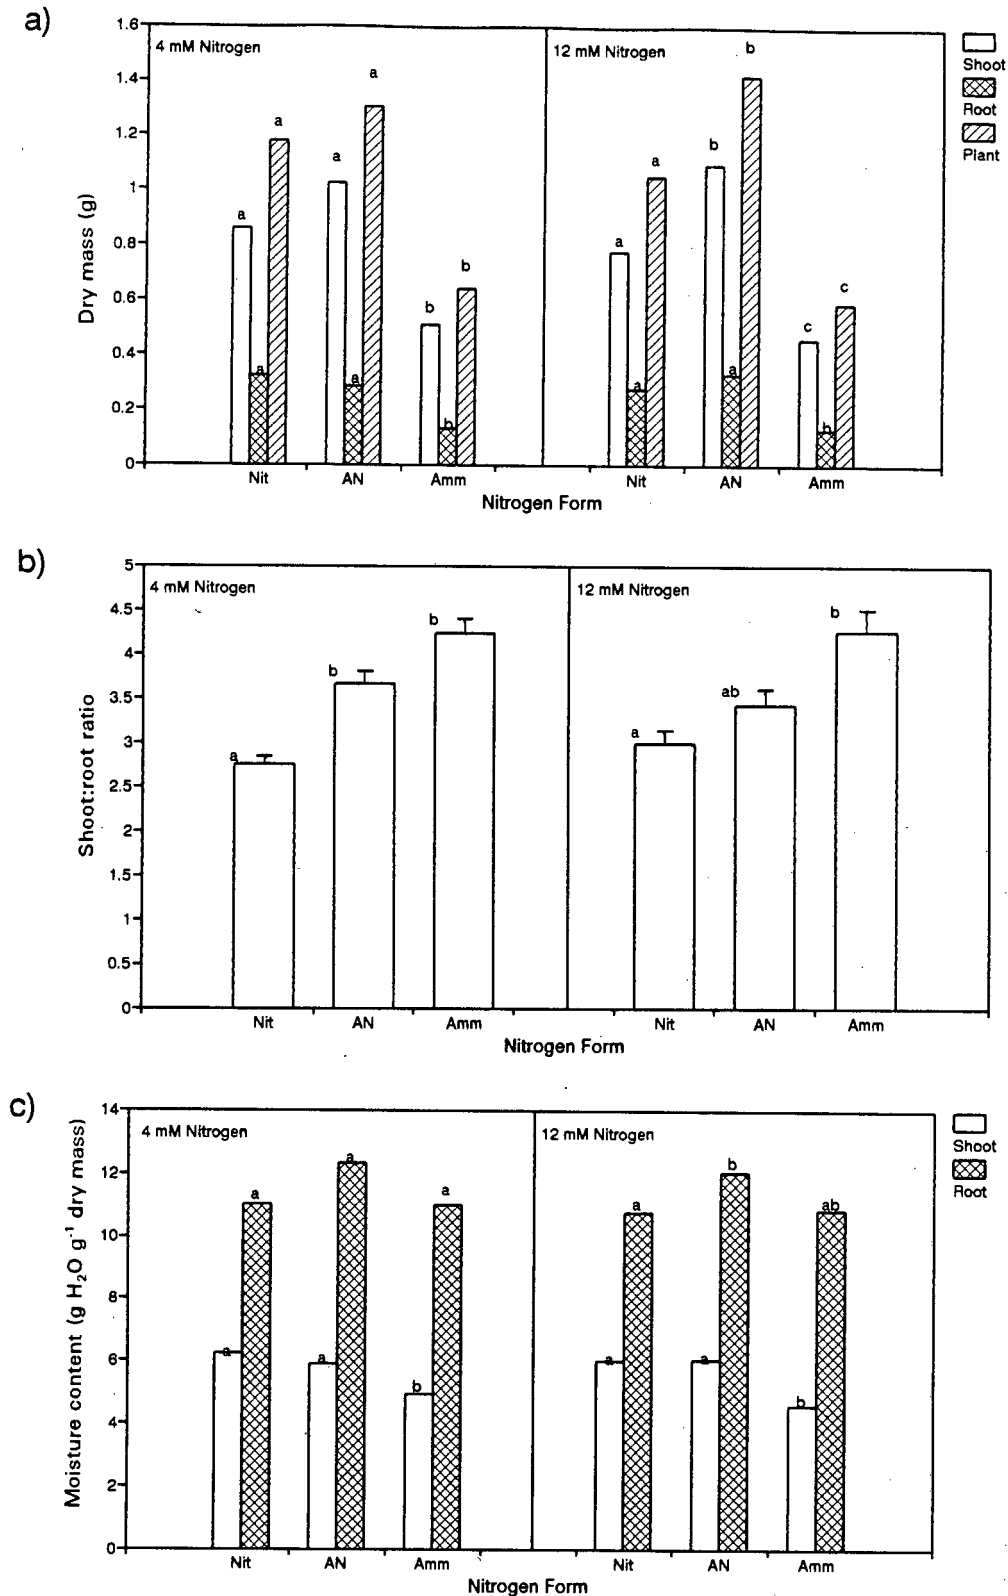 a)
1.6
4 mM Nitrogen
12 mM Nitrogen
Shoot
Root
Plant
1.4
1.2
1
0.8
0.6
0.4
0.2
0
Dry mass (g)
a a a
a a a
b b b
a a a
b a b
c b c
Nit AN Amm Nit AN Amm
Nitrogen Form
b)
5
4 mM Nitrogen
12 mM Nitrogen
4.5
4
3.5
3
2.5
2
1.5
1
0.5
0
Shoot:root ratio
a b b a ab b
Nit AN Amm Nit AN Amm
Nitrogen Form
c)
14
4 mM Nitrogen
12 mM Nitrogen
Shoot
Root
12
10
8
6
4
2
0
Moisture content (g H₂O g⁻¹ dry mass)
a a
a a
b a
a a
a b
b ab
Nit AN Amm Nit AN Amm
Nitrogen Form